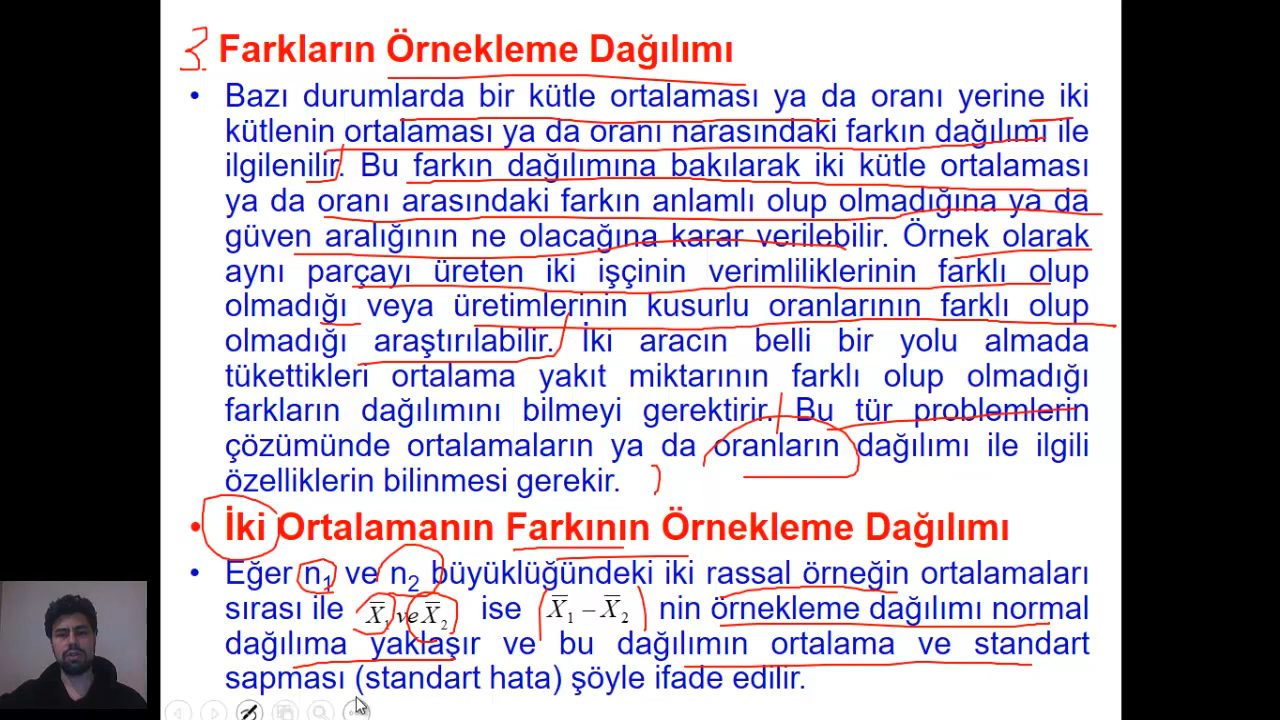 3. Farkların Örnekleme Dağılımı
• Bazı durumlarda bir kütle ortalaması ya da oranı yerine iki
kütlenin ortalaması ya da oranı narasındaki farkın dağılımı ile
ilgilenilir. Bu farkın dağılımına bakılarak iki kütle ortalaması
ya da oranı arasındaki farkın anlamlı olup olmadığına ya da
güven aralığının ne olacağına karar verilebilir. Örnek olarak
aynı parçayı üreten iki işçinin verimliliklerinin farklı olup
olmadığı veya üretimlerinin kusurlu oranlarının farklı olup
olmadığı araştırılabilir. İki aracın belli bir yolu almada
tükettikleri ortalama yakıt miktarının farklı olup olmadığı
farkların dağılımını bilmeyi gerektirir. Bu tür problemlerin
çözümünde ortalamaların ya da oranların dağılımı ile ilgili
özelliklerin bilinmesi gerekir.
• İki Ortalamanın Farkının Örnekleme Dağılımı
• Eğer n₁ ve n₂ büyüklüğündeki iki rassal örneğin ortalamaları
sırası ile X̅₁ ve X̅₂ ise X̅₁ − X̅₂ nin örnekleme dağılımı normal
dağılıma yaklaşır ve bu dağılımın ortalama ve standart
sapması (standart hata) şöyle ifade edilir.